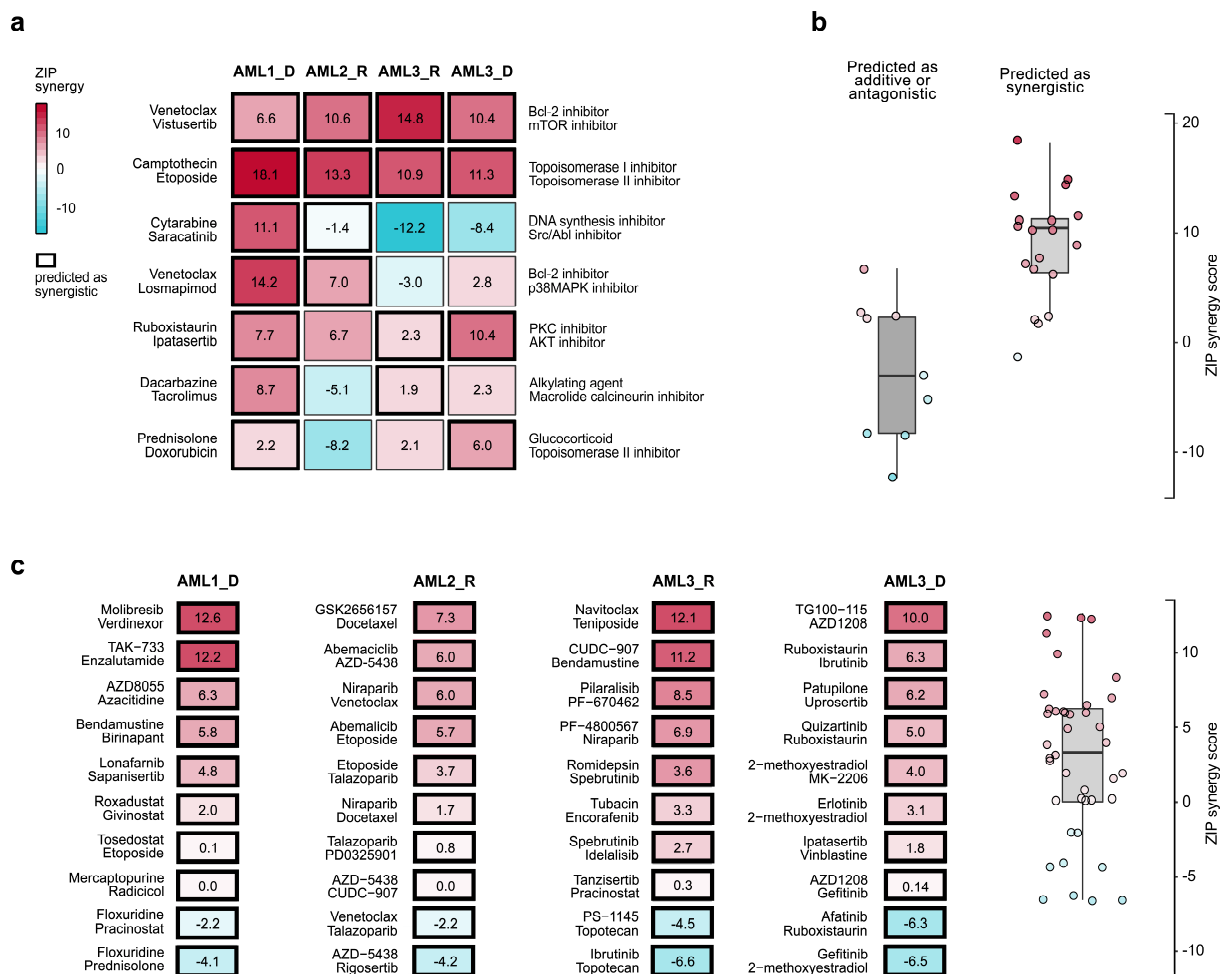 a
ZIP
synergy
10
0
-10
predicted as
synergistic
AML1_D AML2_R AML3_R AML3_D
Venetoclax
Vistusertib
6.6 10.6 14.8 10.4
Bcl-2 inhibitor
mTOR inhibitor
Camptothecin
Etoposide
18.1 13.3 10.9 11.3
Topoisomerase I inhibitor
Topoisomerase II inhibitor
Cytarabine
Saracatinib
11.1 -1.4 -12.2 -8.4
DNA synthesis inhibitor
Src/Abl inhibitor
Venetoclax
Losmapimod
14.2 7.0 -3.0 2.8
Bcl-2 inhibitor
p38MAPK inhibitor
Ruboxistaurin
Ipatasertib
7.7 6.7 2.3 10.4
PKC inhibitor
AKT inhibitor
Dacarbazine
Tacrolimus
8.7 -5.1 1.9 2.3
Alkylating agent
Macrolide calcineurin inhibitor
Prednisolone
Doxorubicin
2.2 -8.2 2.1 6.0
Glucocorticoid
Topoisomerase II inhibitor
b
Predicted as
additive or
antagonistic
Predicted as
synergistic
20
10
0
-10
ZIP synergy score
c
AML1_D
Molibresib
Verdinexor
12.6
TAK-733
Enzalutamide
12.2
AZD8055
Azacitidine
6.3
Bendamustine
Birinapant
5.8
Lonafarnib
Sapanisertib
4.8
Roxadustat
Givinostat
2.0
Tosedostat
Etoposide
0.1
Mercaptopurine
Radicicol
0.0
Floxuridine
Pracinostat
-2.2
Floxuridine
Prednisolone
-4.1
AML2_R
GSK2656157
Docetaxel
7.3
Abemaciclib
AZD-5438
6.0
Niraparib
Venetoclax
6.0
Abemalicib
Etoposide
5.7
Etoposide
Talazoparib
3.7
Niraparib
Docetaxel
1.7
Talazoparib
PD0325901
0.8
AZD-5438
CUDC-907
0.0
Venetoclax
Talazoparib
-2.2
AZD-5438
Rigosertib
-4.2
AML3_R
Navitoclax
Teniposide
12.1
CUDC-907
Bendamustine
11.2
Pilaralisib
PF-670462
8.5
PF-4800567
Niraparib
6.9
Romidepsin
Spebrutinib
3.6
Tubacin
Encorafenib
3.3
Spebrutinib
Idelalisib
2.7
Tanzisertib
Pracinostat
0.3
PS-1145
Topotecan
-4.5
Ibrutinib
Topotecan
-6.6
AML3_D
TG100-115
AZD1208
10.0
Ruboxistaurin
Ibrutinib
6.3
Patupilone
Uprosertib
6.2
Quizartinib
Ruboxistaurin
5.0
2-methoxyestradiol
MK-2206
4.0
Erlotinib
2-methoxyestradiol
3.1
Ipatasertib
Vinblastine
1.8
AZD1208
Gefitinib
0.14
Afatinib
Ruboxistaurin
-6.3
Gefitinib
2-methoxyestradiol
-6.5
10
5
0
-5
-10
ZIP synergy score